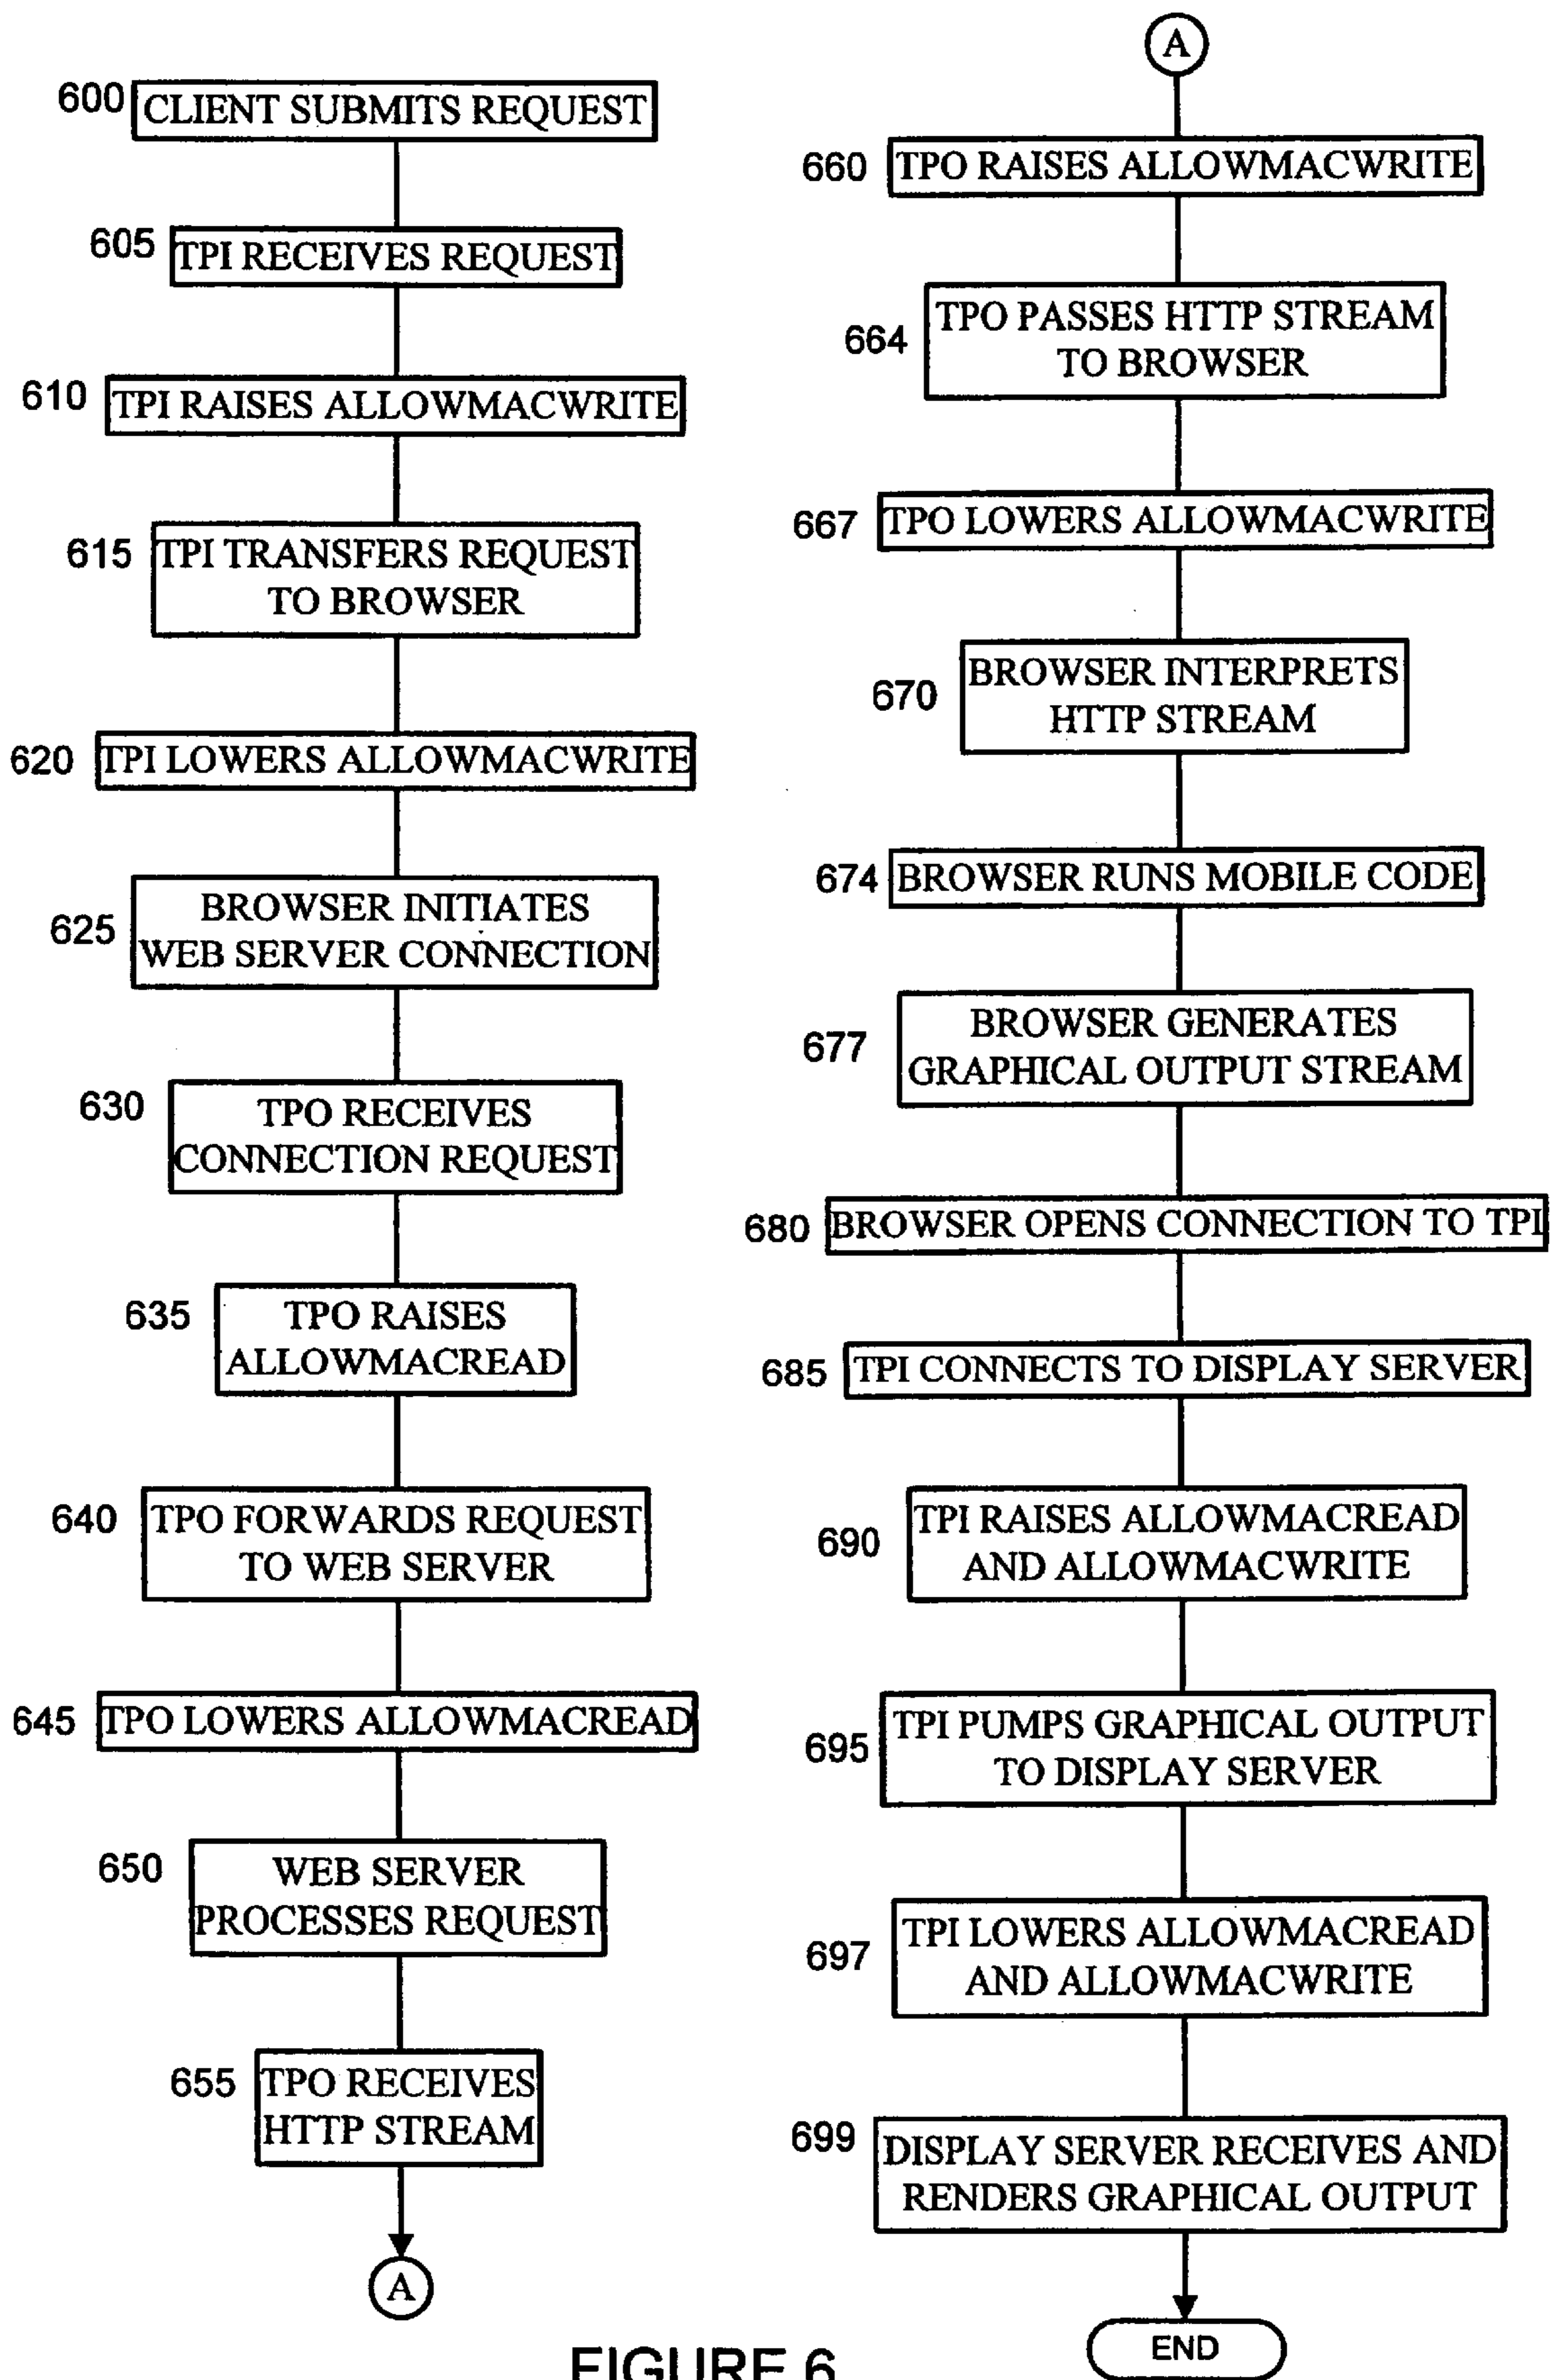 600 CLIENT SUBMITS REQUEST
605 TPI RECEIVES REQUEST
610 TPI RAISES ALLOWMACWRITE
615 TPI TRANSFERS REQUEST
TO BROWSER
620 TPI LOWERS ALLOWMACWRITE
625 BROWSER INITIATES
WEB SERVER CONNECTION
630 TPO RECEIVES
CONNECTION REQUEST
635 TPO RAISES
ALLOWMACREAD
640 TPO FORWARDS REQUEST
TO WEB SERVER
645 TPO LOWERS ALLOWMACREAD
650 WEB SERVER
PROCESSES REQUEST
655 TPO RECEIVES
HTTP STREAM
A
A
660 TPO RAISES ALLOWMACWRITE
664 TPO PASSES HTTP STREAM
TO BROWSER
667 TPO LOWERS ALLOWMACWRITE
670 BROWSER INTERPRETS
HTTP STREAM
674 BROWSER RUNS MOBILE CODE
677 BROWSER GENERATES
GRAPHICAL OUTPUT STREAM
680 BROWSER OPENS CONNECTION TO TPI
685 TPI CONNECTS TO DISPLAY SERVER
690 TPI RAISES ALLOWMACREAD
AND ALLOWMACWRITE
695 TPI PUMPS GRAPHICAL OUTPUT
TO DISPLAY SERVER
697 TPI LOWERS ALLOWMACREAD
AND ALLOWMACWRITE
699 DISPLAY SERVER RECEIVES AND
RENDERS GRAPHICAL OUTPUT
END
FIGURE 6